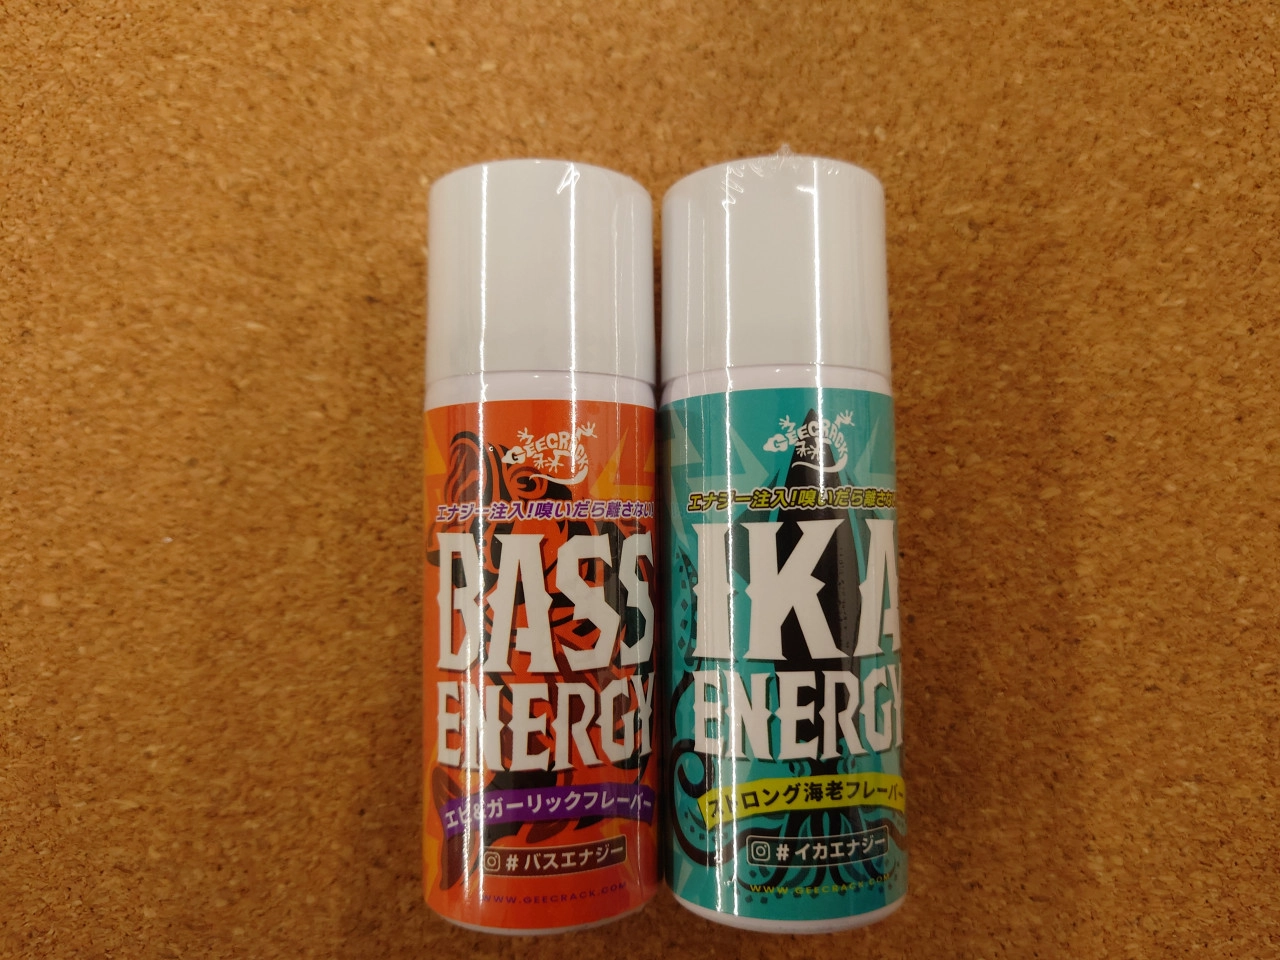 GEECRACK
エナジー注入!嗅いだら離さない
BASS
ENERGY
エビ&ガーリックフレーバー
#バスエナジー
WWW.GEECRACK.COM
GEECRACK
エナジー注入!嗅いだら離さない
IKA
ENERGY
ストロング海老フレーバー
#イカエナジー
WWW.GEECRACK.COM